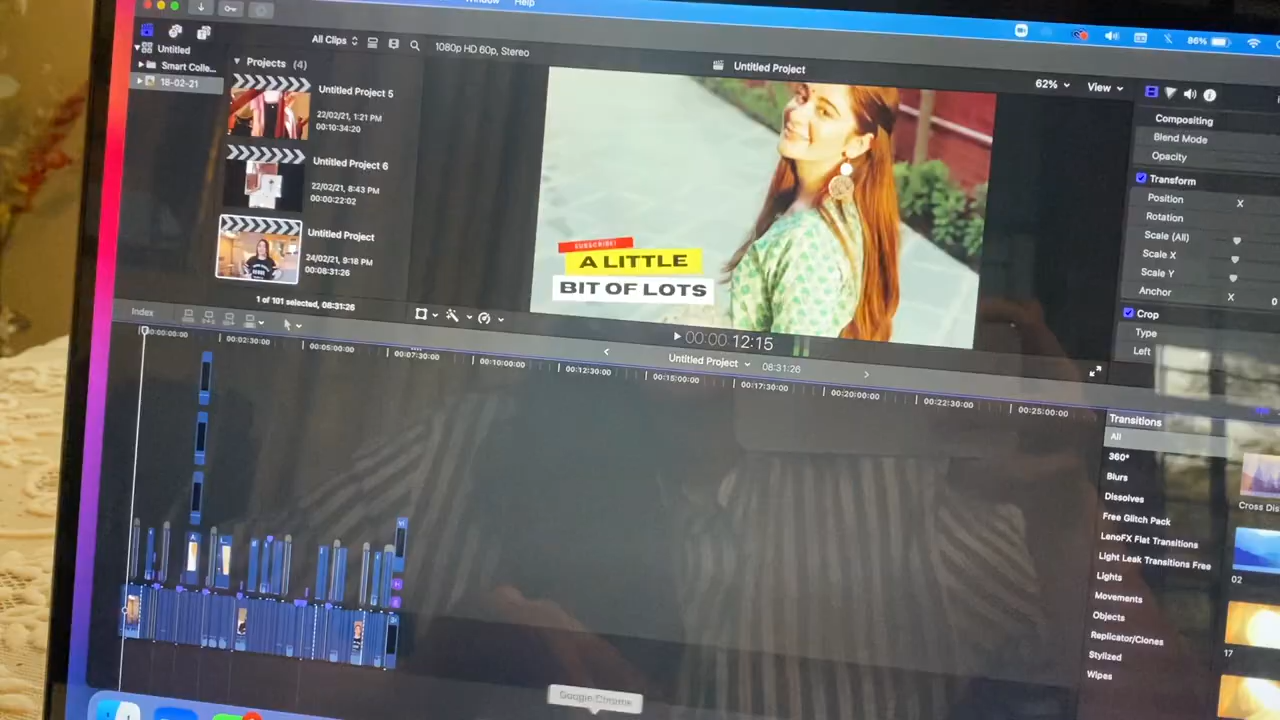 Window Help
86%
All Clips
1080p HD 60p, Stereo
Untitled
Smart Colle...
18-02-21
Projects (4)
Untitled Project 5
22/02/21, 1:21 PM
00:10:34:20
Untitled Project 6
22/02/21, 8:43 PM
00:00:22:02
Untitled Project
24/02/21, 9:18 PM
00:08:31:26
1 of 101 selected, 08:31:26
Untitled Project
62%
View
SUBSCRIBE!
A LITTLE
BIT OF LOTS
00:00:12:15
Compositing
Blend Mode
Opacity
Transform
Position X
Rotation
Scale (All)
Scale X
Scale Y
Anchor X 0
Crop
Type
Left
Index
Untitled Project 08:31:26
00:00:00:00
00:02:30:00
00:05:00:00
00:07:30:00
00:10:00:00
00:12:30:00
00:15:00:00
00:17:30:00
00:20:00:00
00:22:30:00
00:25:00:00
Transitions
All
360°
Blurs
Dissolves
Free Glitch Pack
LenoFX Flat Transitions
Light Leak Transitions Free
Lights
Movements
Objects
Replicator/Clones
Stylized
Wipes
Cross Dis
02
17
Google Chrome